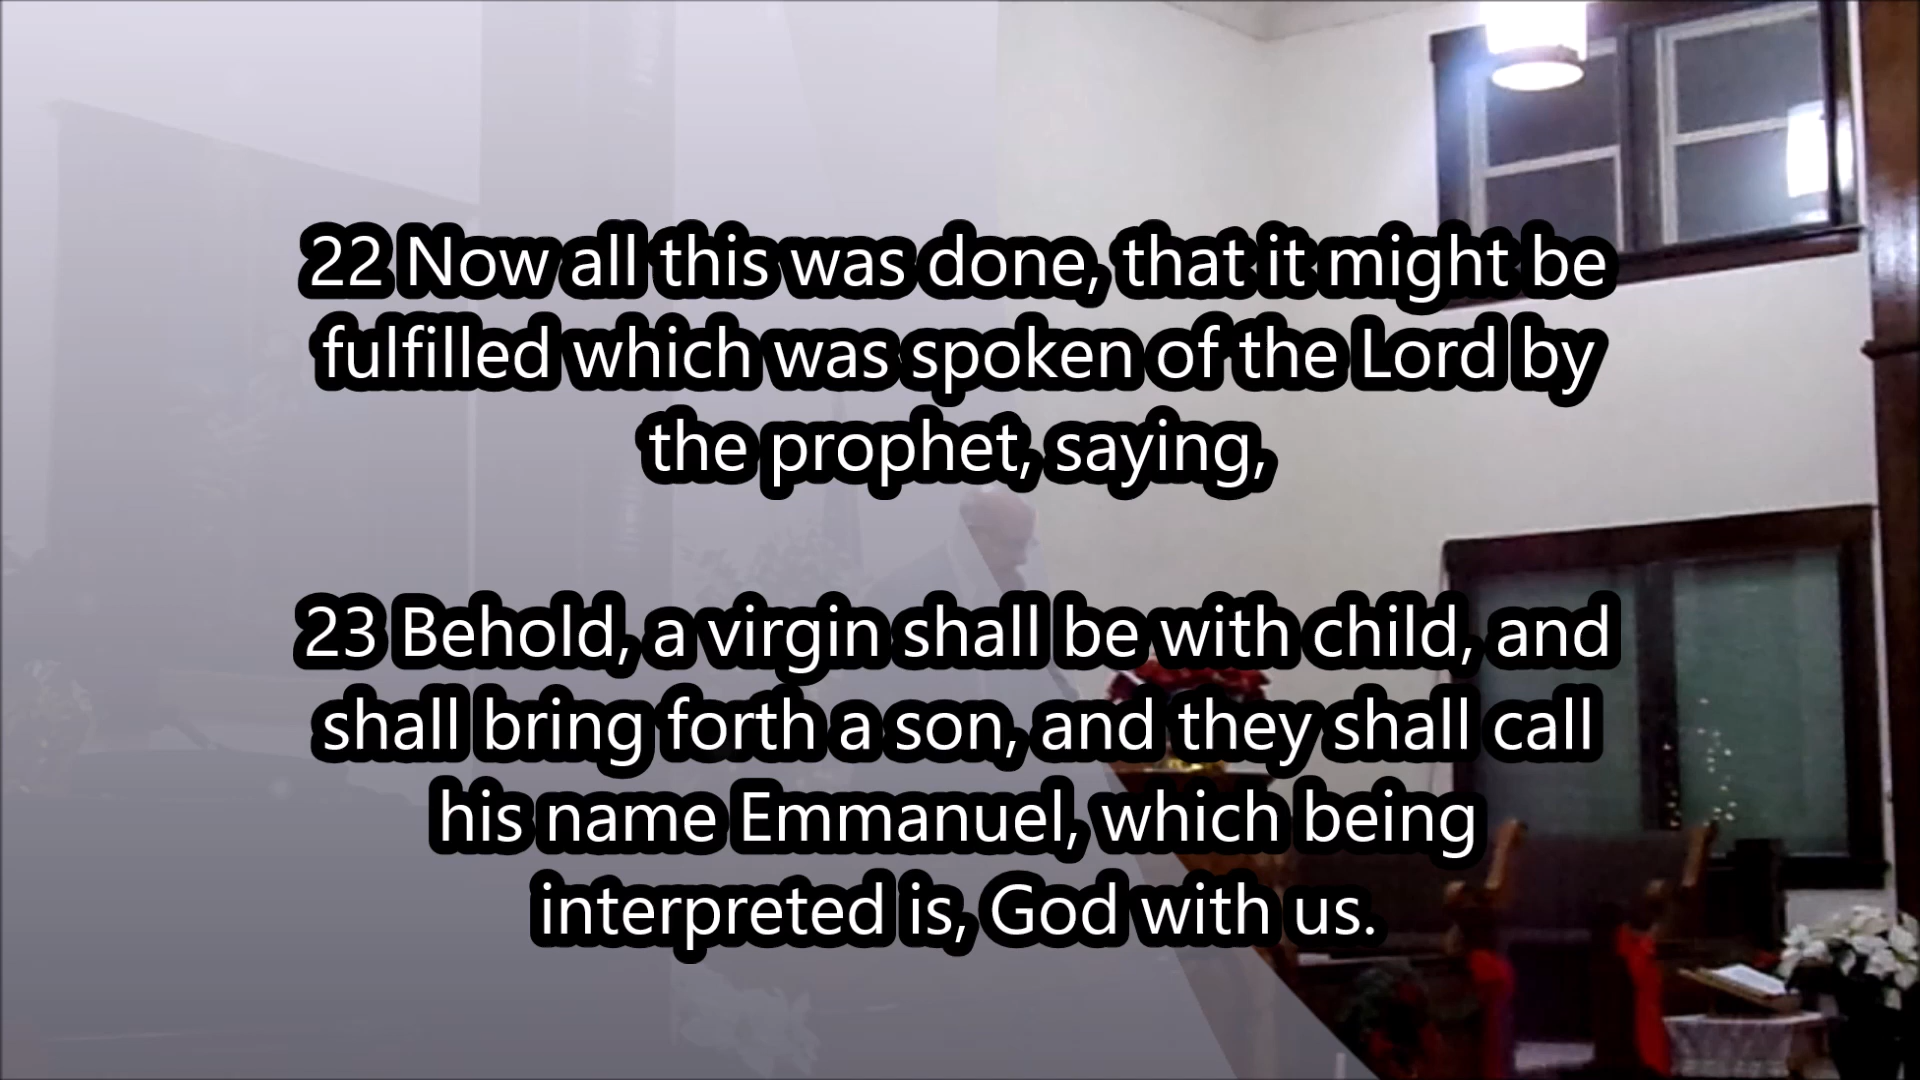 22 Now all this was done, that it might be
fulfilled which was spoken of the Lord by
the prophet, saying,
23 Behold, a virgin shall be with child, and
shall bring forth a son, and they shall call
his name Emmanuel, which being
interpreted is, God with us.